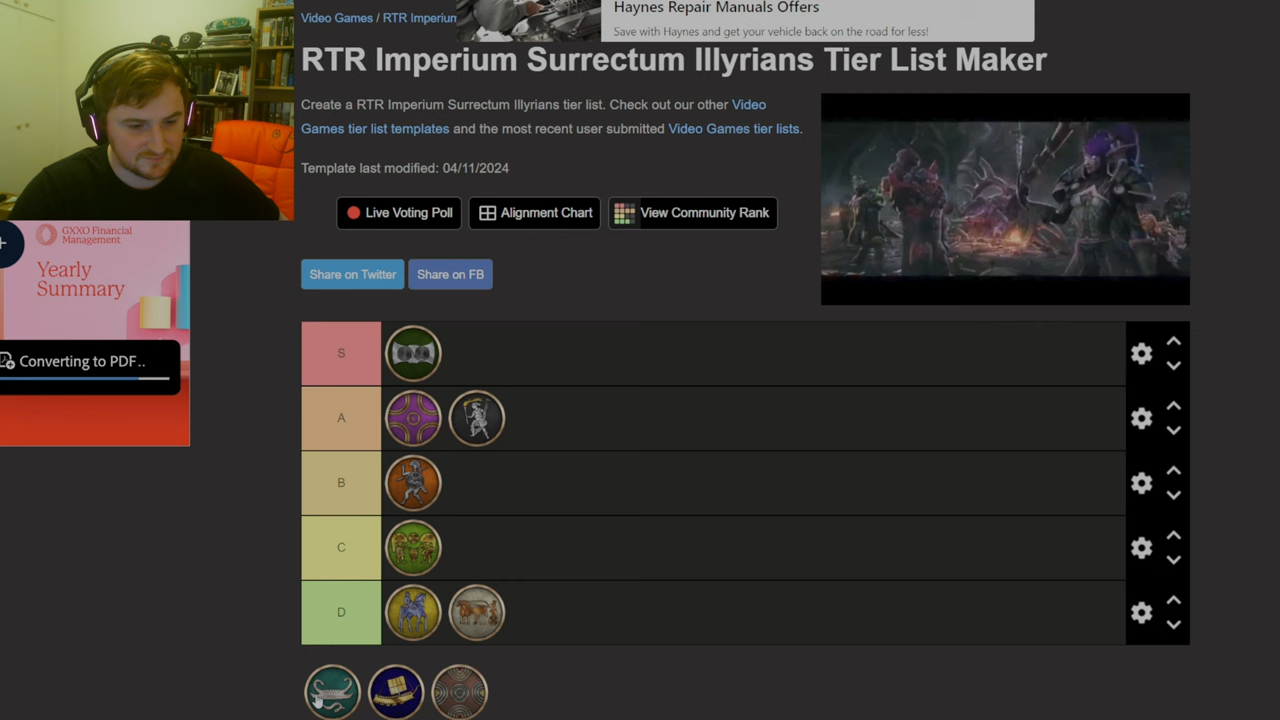 Video Games / RTR Imperium
Haynes Repair Manuals Offers
Save with Haynes and get your vehicle back on the road for less!
RTR Imperium Surrectum Illyrians Tier List Maker
Create a RTR Imperium Surrectum Illyrians tier list. Check out our other Video
Games tier list templates and the most recent user submitted Video Games tier lists.
Template last modified: 04/11/2024
Live Voting Poll
Alignment Chart
View Community Rank
Share on Twitter
Share on FB
GXXO Financial
Management
Yearly
Summary
Converting to PDF..
S
A
B
C
D